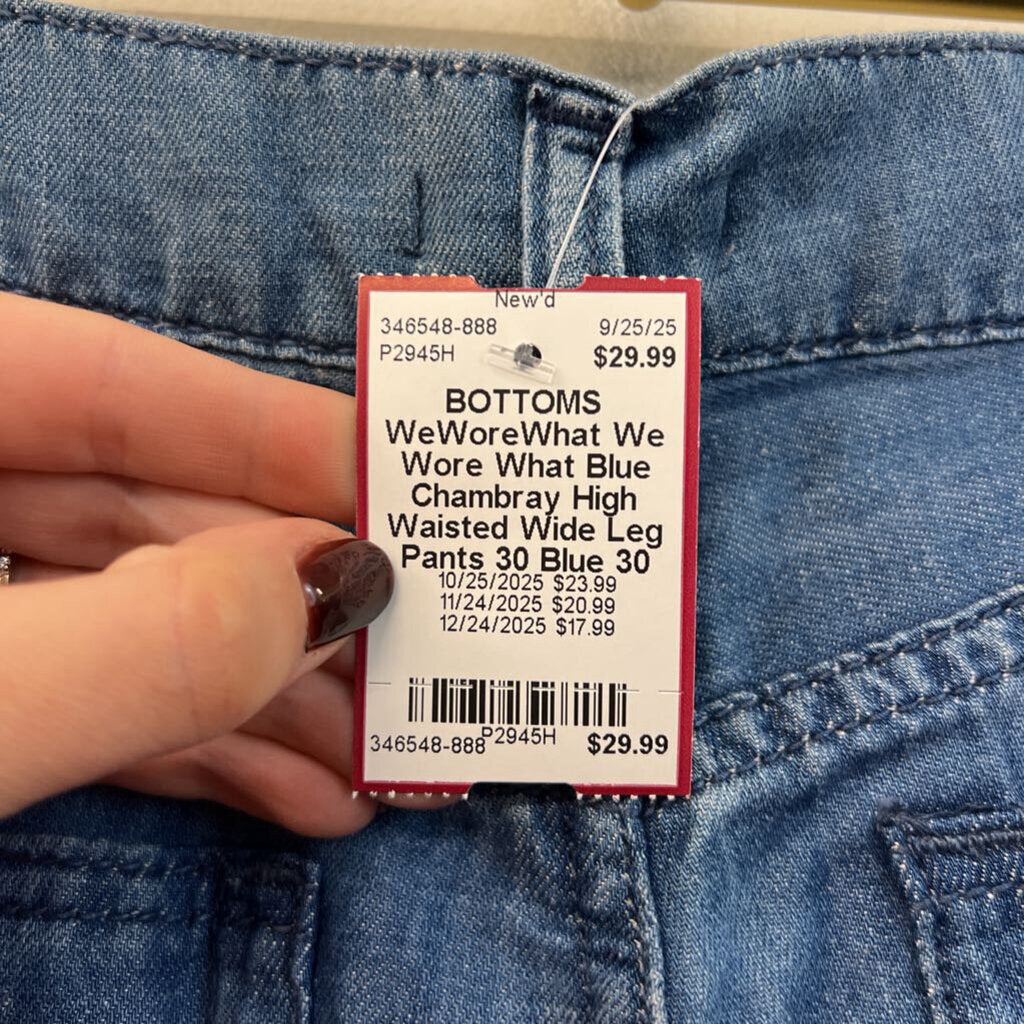 New'd
346548-888 9/25/25
P2945H $29.99
BOTTOMS
WeWoreWhat We
Wore What Blue
Chambray High
Waisted Wide Leg
Pants 30 Blue 30
10/25/2025 $23.99
11/24/2025 $20.99
12/24/2025 $17.99
346548-888 P2945H $29.99